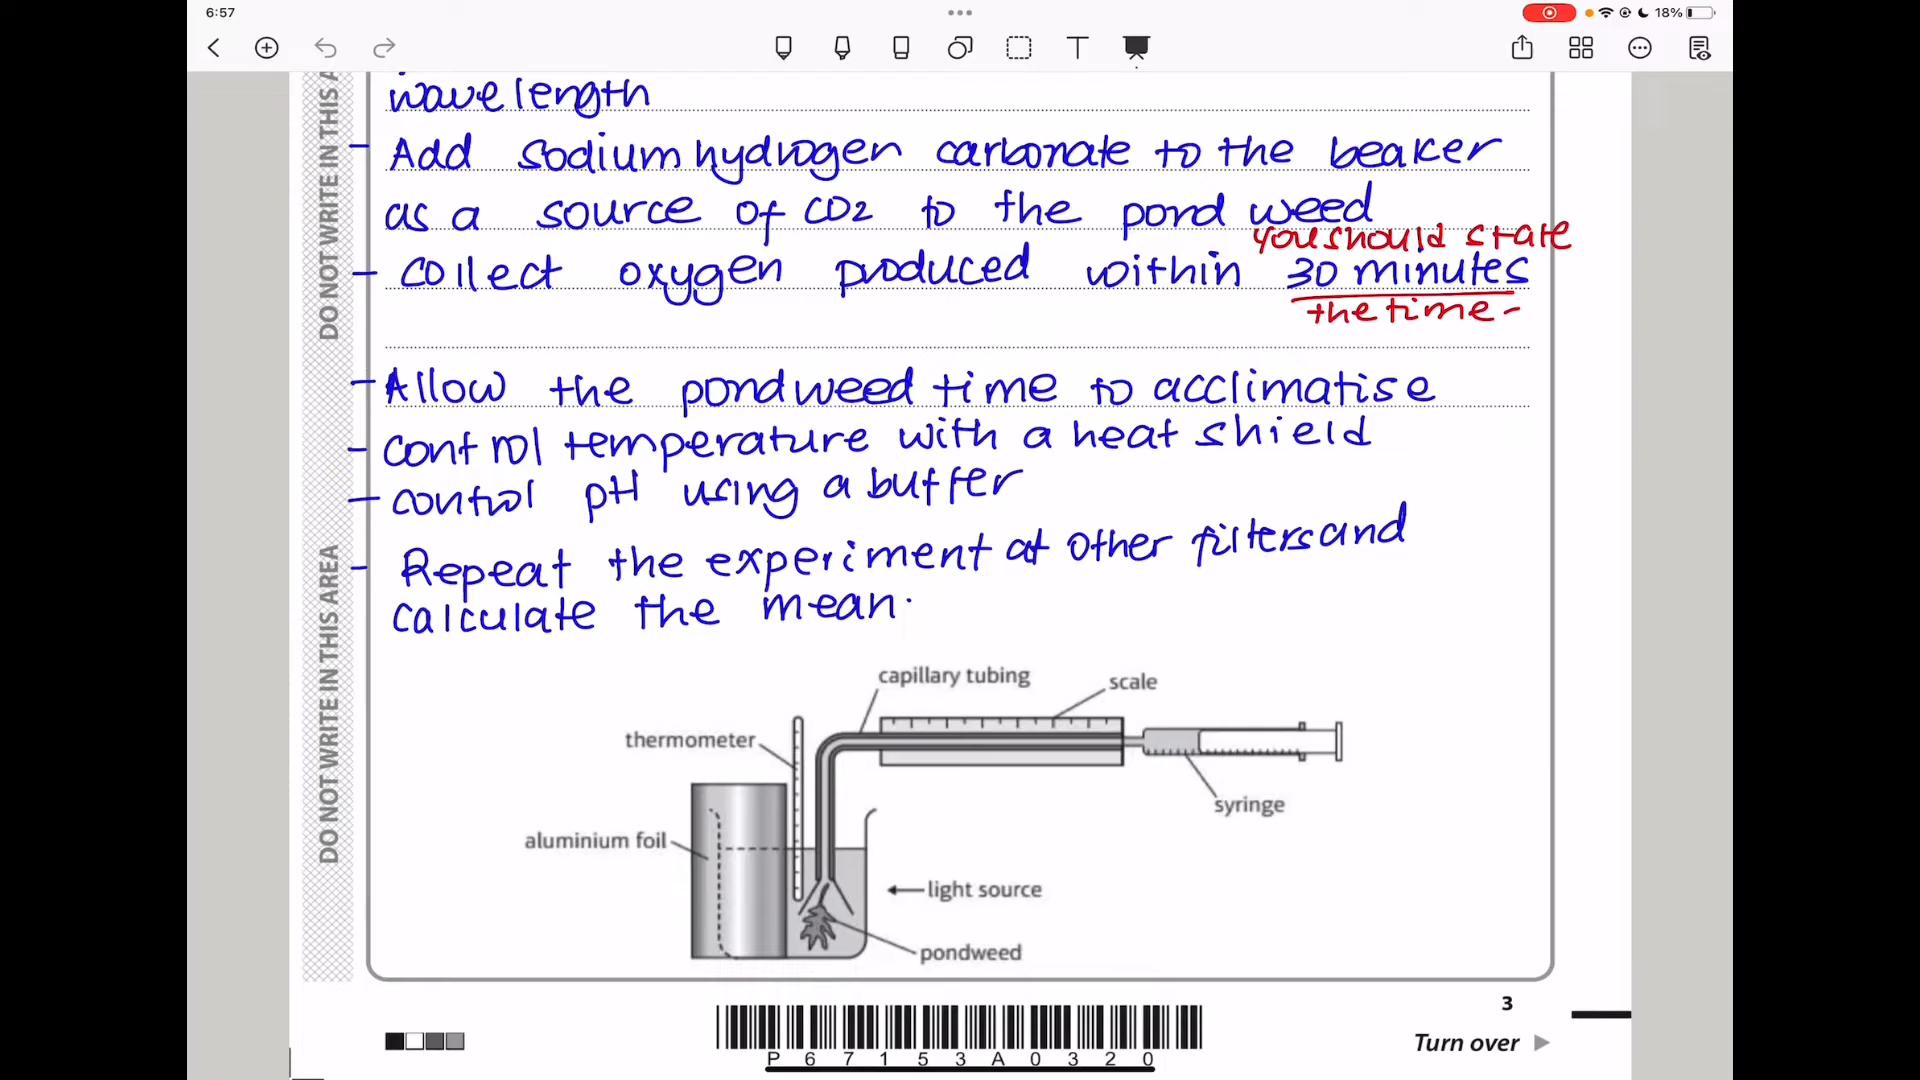 6:57
18%
DO NOT WRITE IN THIS A
wavelength
- Add sodium hydrogen carbonate to the beaker
as a source of CO2 to the pond weed
you should state
- collect oxygen produced within 30 minutes
the time -
- Allow the pondweed time to acclimatise
- control temperature with a heat shield
- control pH using a buffer
- Repeat the experiment at other filters and
calculate the mean.
DO NOT WRITE IN THIS AREA
capillary tubing
scale
thermometer
syringe
aluminium foil
light source
pondweed
3
Turn over
P 6 7 1 5 3 A 0 3 2 0